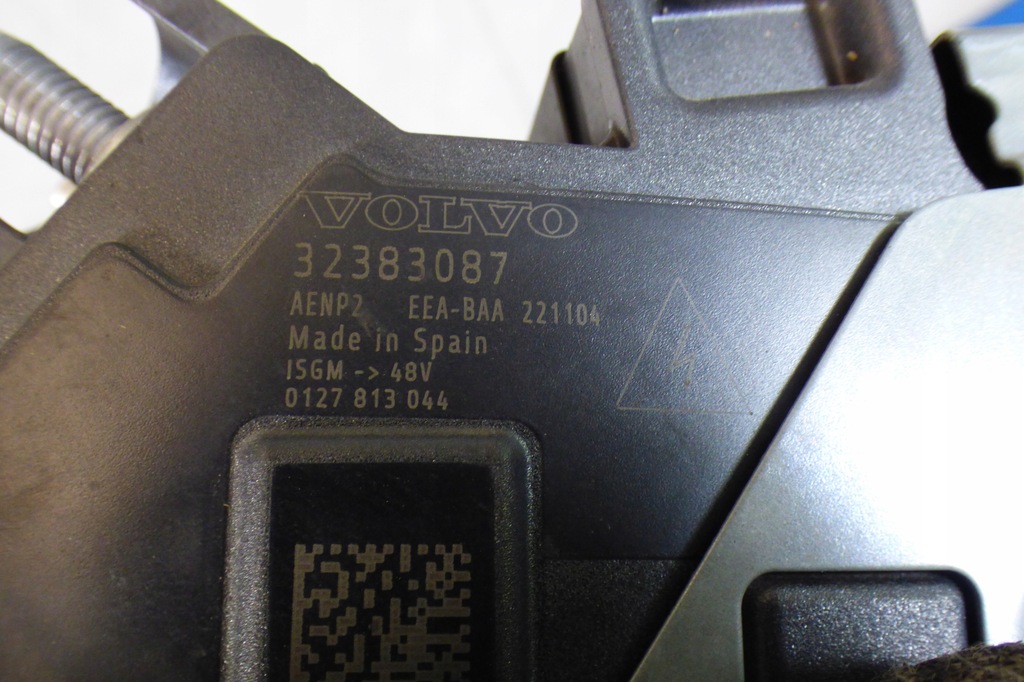 VOLVO
32383087
AENP2 EEA-BAA 221104
Made in Spain
ISGM -> 48V
0127 813 044